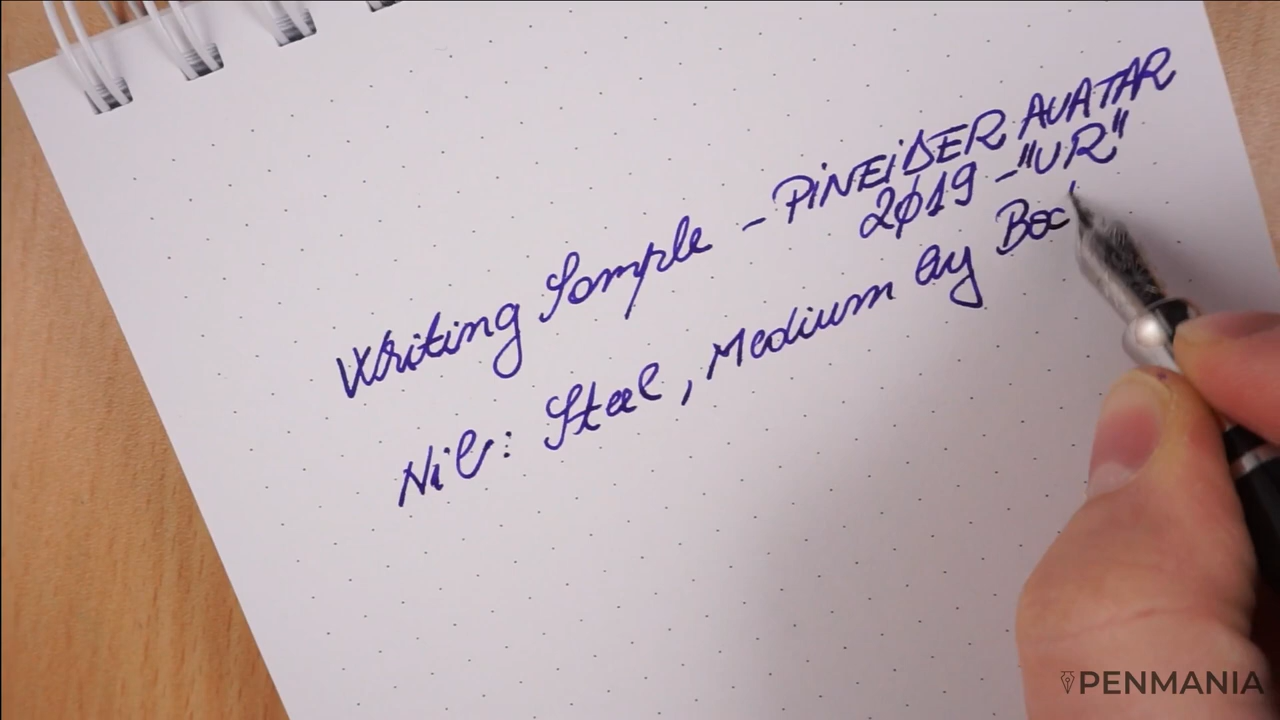 Writing Sample - PiNEiDER AVATAR
2019 - "UR"
Nib: Steel, Medium by Boc
PENMANIA